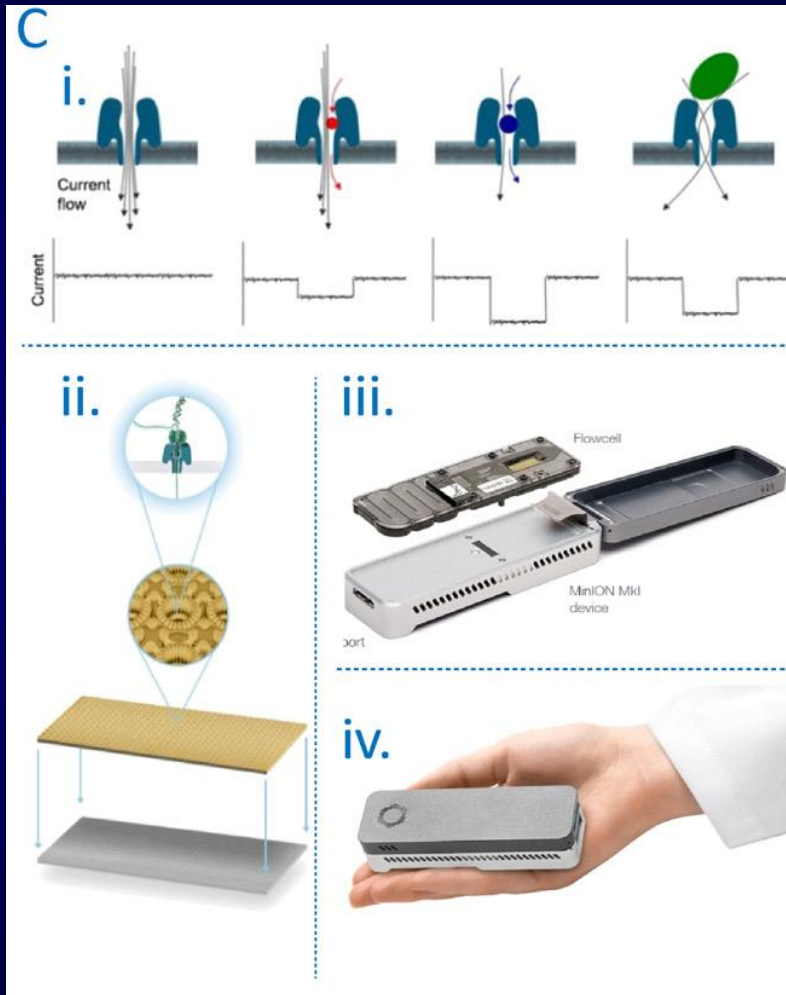 C
i.
Current
flow
Current
ii.
iii.
Flowcell
MinION MkI
device
port
iv.